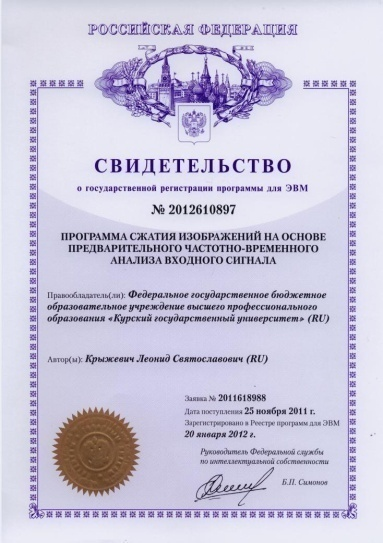 РОССИЙСКАЯ ФЕДЕРАЦИЯ
СВИДЕТЕЛЬСТВО
о государственной регистрации программы для ЭВМ
№ 2012610897
ПРОГРАММА СЖАТИЯ ИЗОБРАЖЕНИЙ НА ОСНОВЕ
ПРЕДВАРИТЕЛЬНОГО ЧАСТОТНО-ВРЕМЕННОГО
АНАЛИЗА ВХОДНОГО СИГНАЛА
Правообладатель(ли): Федеральное государственное бюджетное
образовательное учреждение высшего профессионального
образования «Курский государственный университет» (RU)
Автор(ы): Крыжевич Леонид Святославович (RU)
Заявка № 2011618988
Дата поступления 25 ноября 2011 г.
Зарегистрировано в Реестре программ для ЭВМ
20 января 2012 г.
Руководитель Федеральной службы
по интеллектуальной собственности
Б.П. Симонов